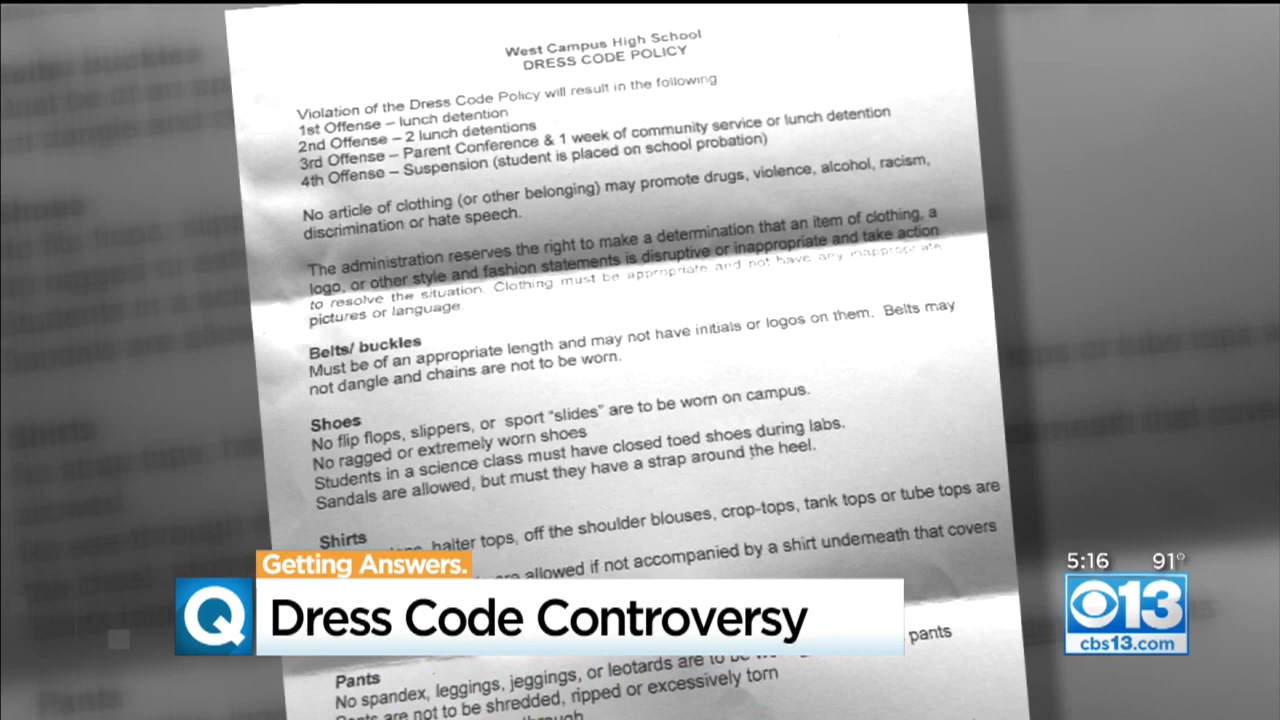 West Campus High School
DRESS CODE POLICY
Violation of the Dress Code Policy will result in the following
1st Offense – lunch detention
2nd Offense – 2 lunch detentions
3rd Offense – Parent Conference & 1 week of community service or lunch detention
4th Offense – Suspension (student is placed on school probation)
No article of clothing (or other belonging) may promote drugs, violence, alcohol, racism,
discrimination or hate speech.
The administration reserves the right to make a determination that an item of clothing, a
logo, or other style and fashion statements is disruptive or inappropriate and take action
to resolve the situation. Clothing must be appropriate and not have any inappropriate
pictures or language
Belts/ buckles
Must be of an appropriate length and may not have initials or logos on them. Belts may
not dangle and chains are not to be worn.
Shoes
No flip flops, slippers, or sport “slides” are to be worn on campus.
No ragged or extremely worn shoes
Students in a science class must have closed toed shoes during labs.
Sandals are allowed, but must they have a strap around the heel.
Shirts
halter tops, off the shoulder blouses, crop-tops, tank tops or tube tops are
are allowed if not accompanied by a shirt underneath that covers
pants
Pants
No spandex, leggings, jeggings, or leotards are to be
are not to be shredded, ripped or excessively torn
Getting Answers.
Q Dress Code Controversy
5:16 91°
13
cbs13.com